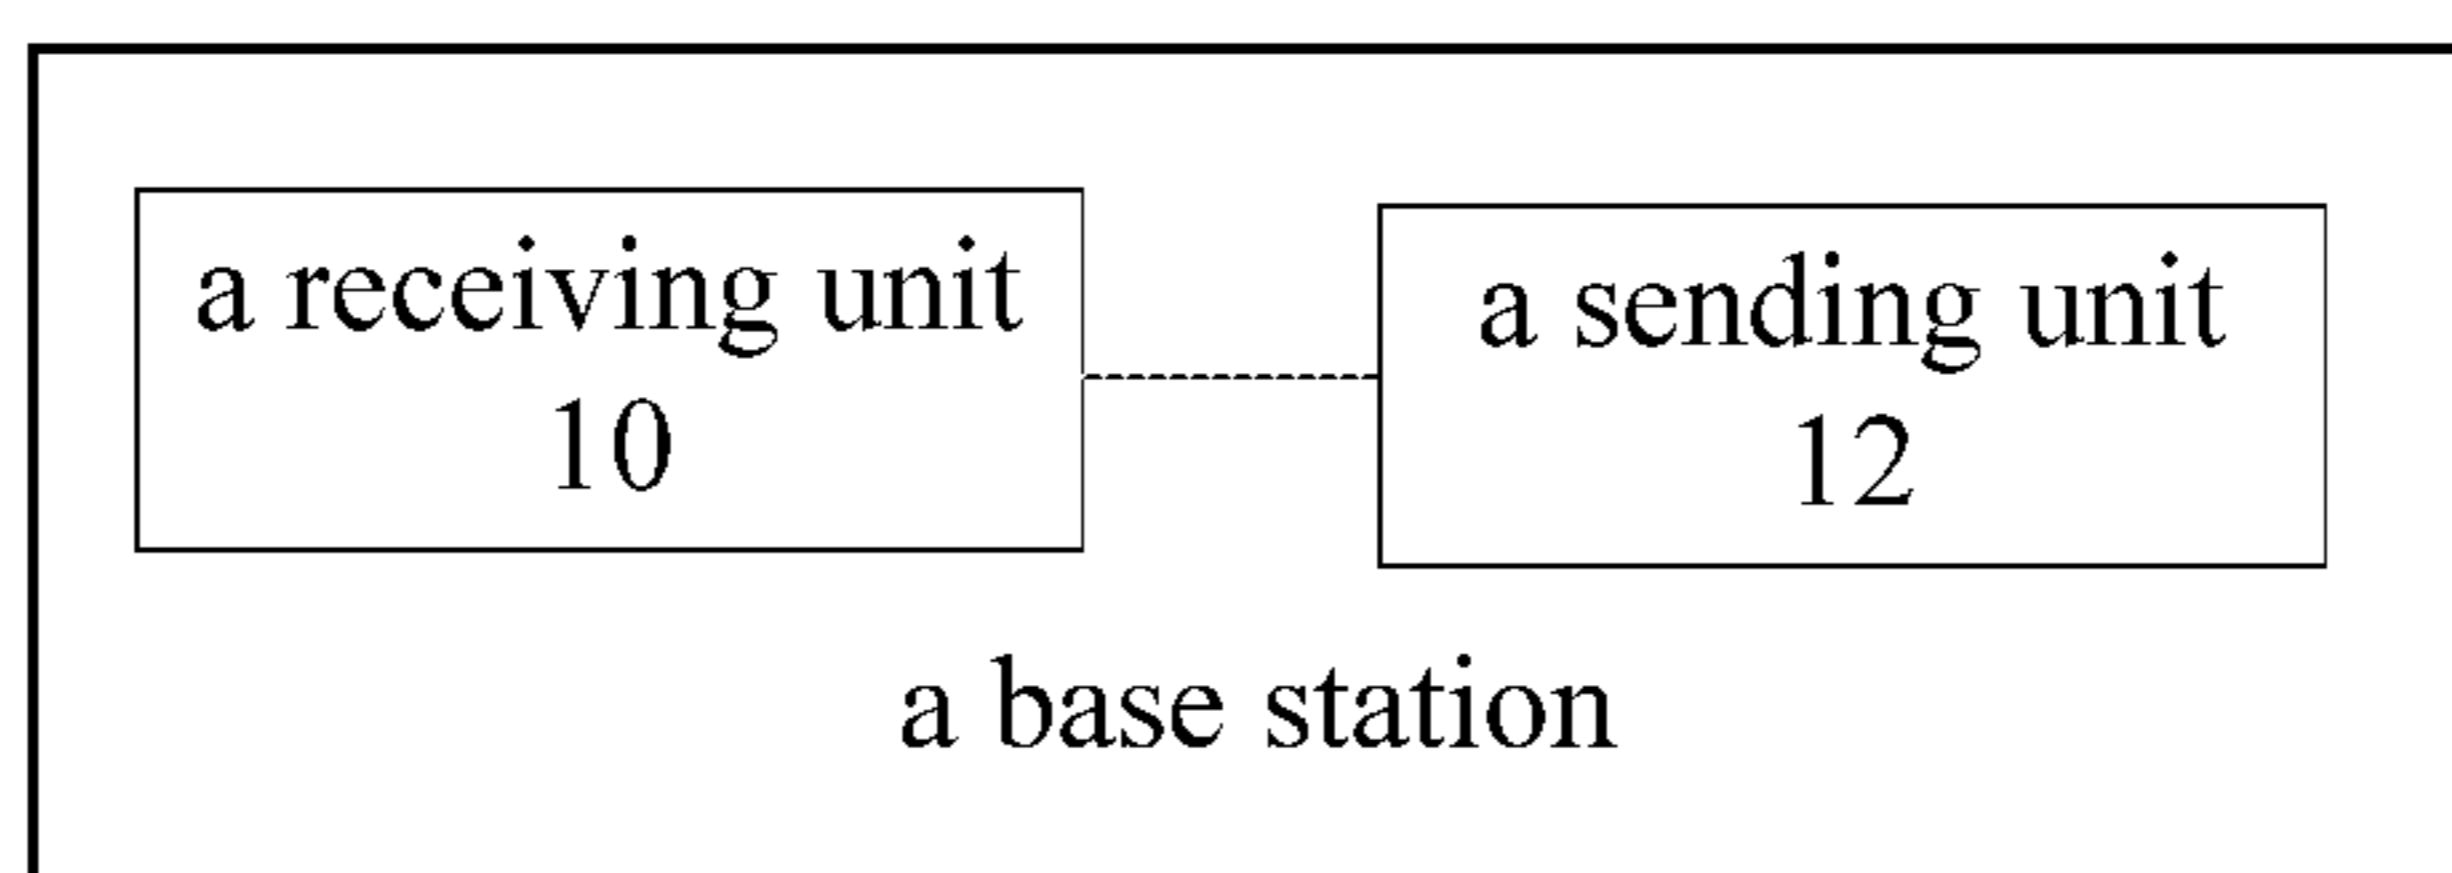 a receiving unit
10
a sending unit
12
a base station